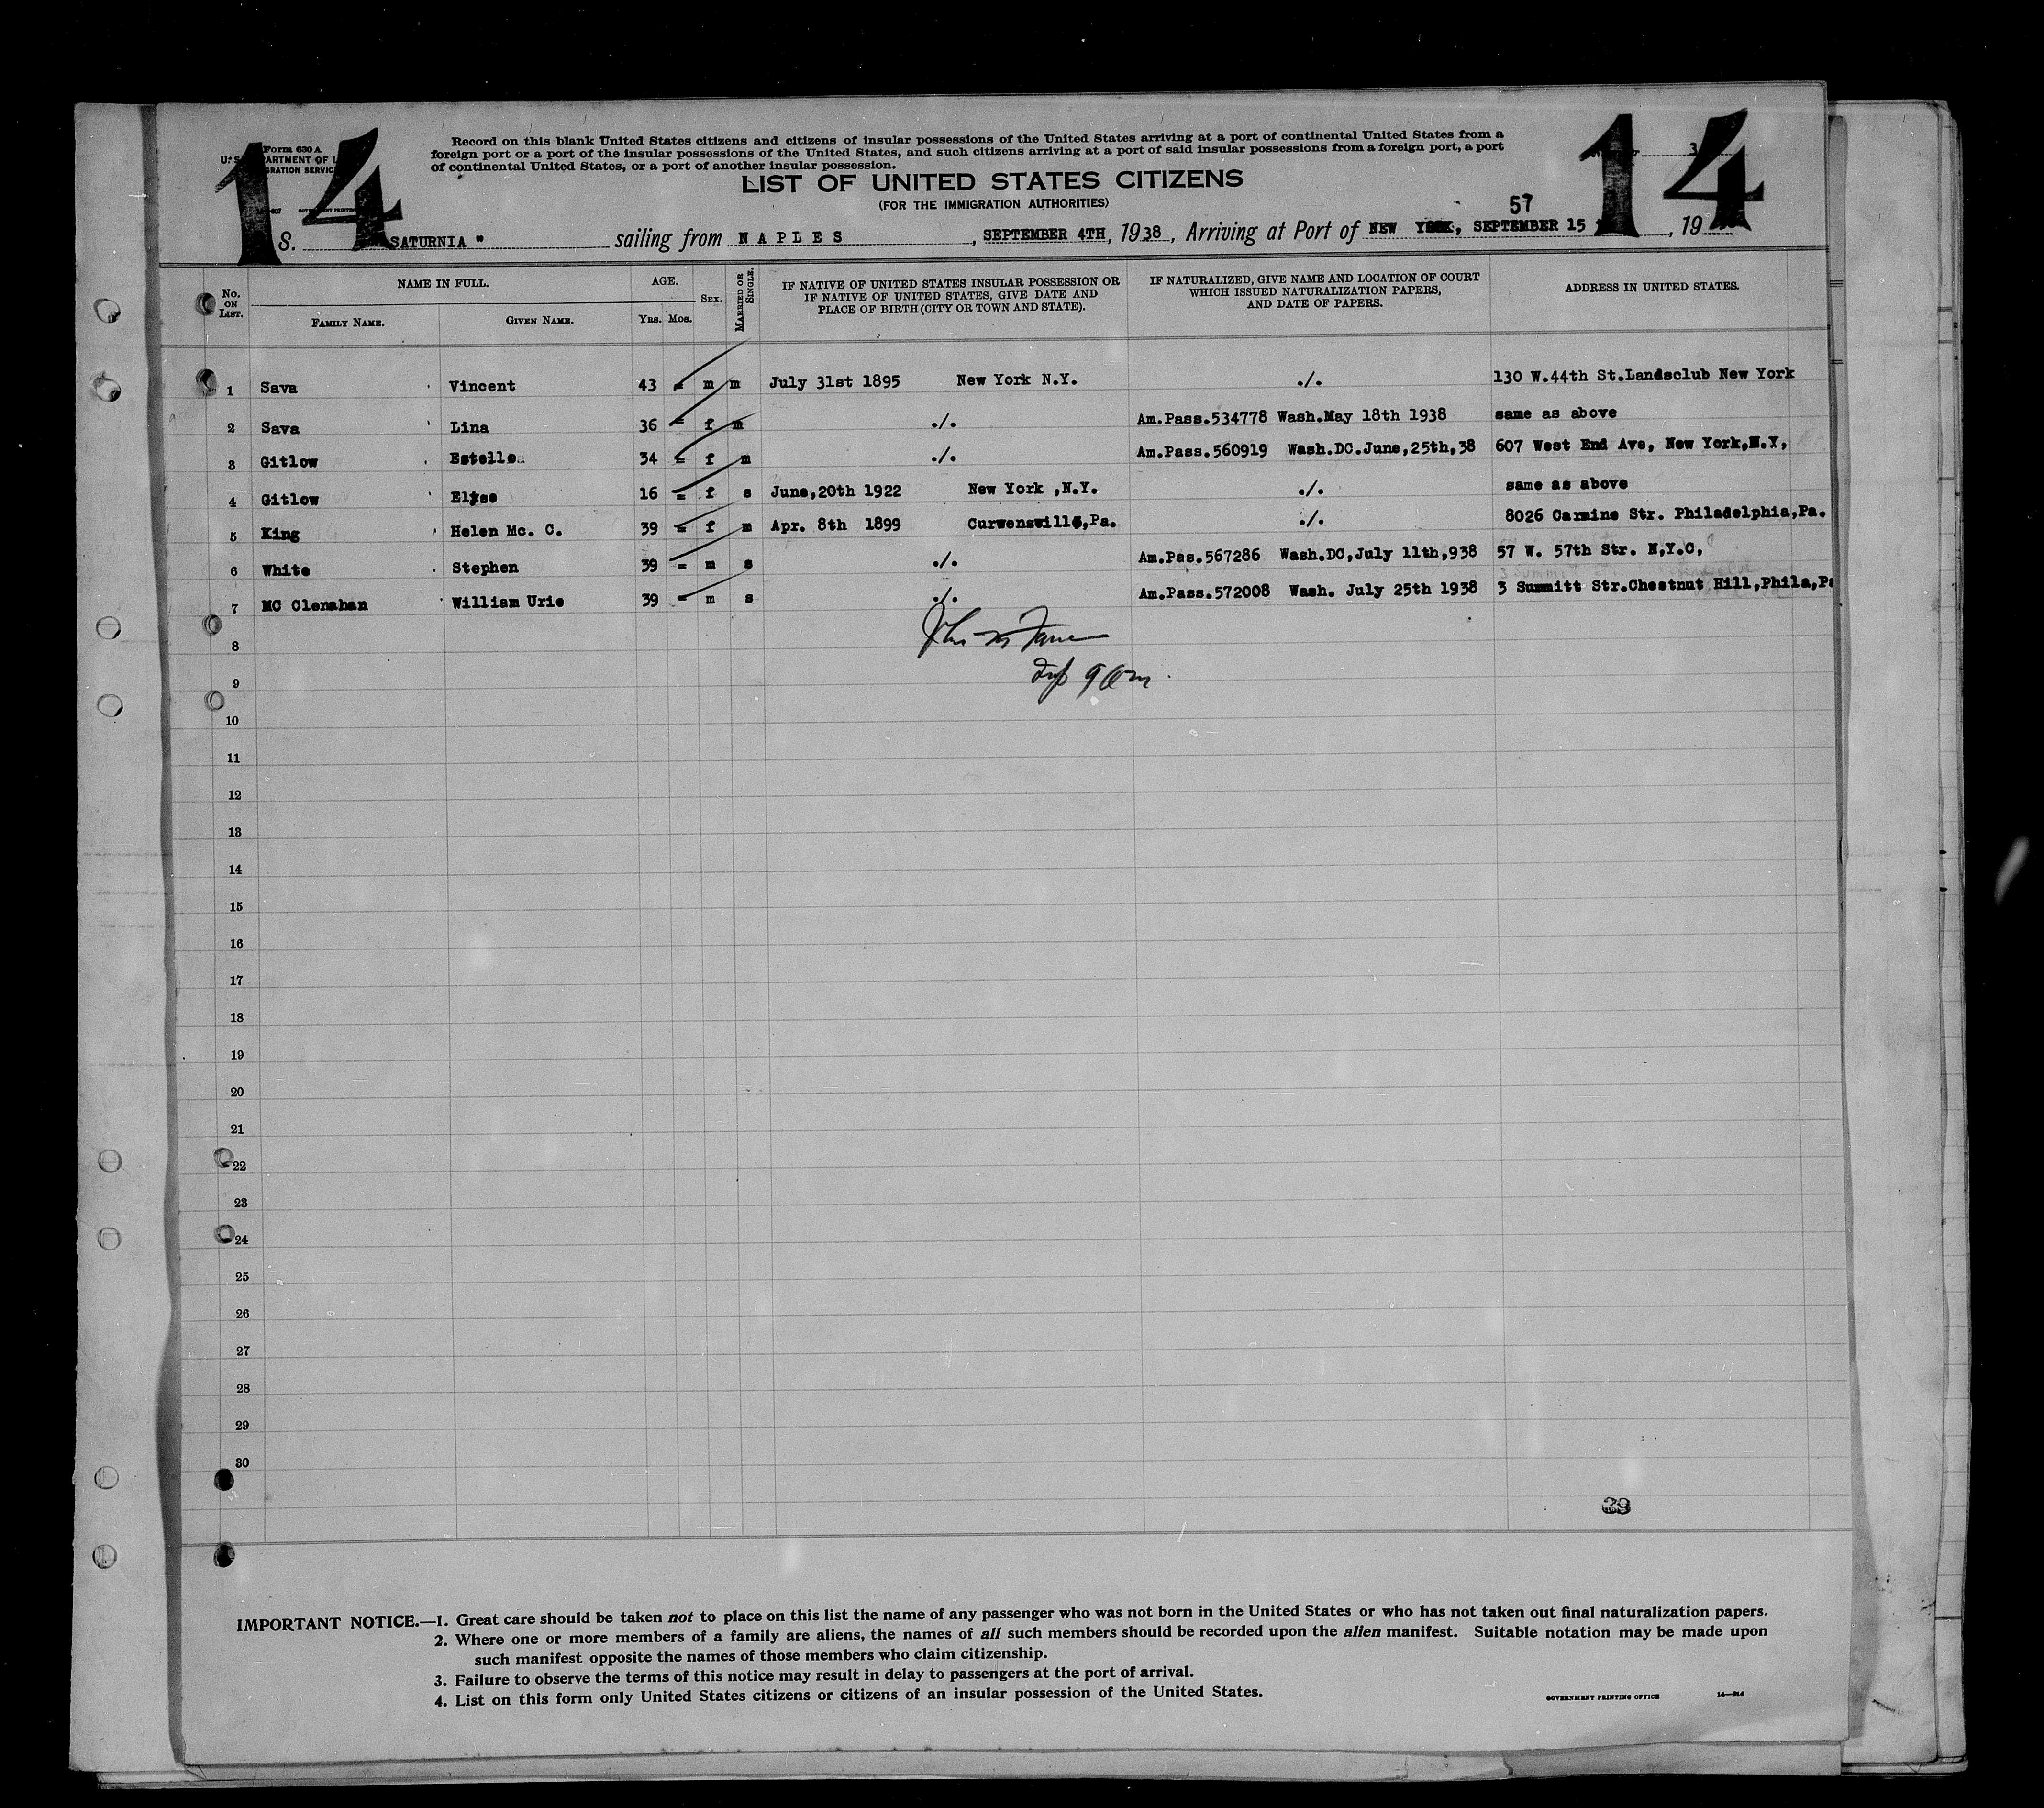 14
14
Form 630 A
Record on this blank United States citizens and citizens of insular possessions of the United States arriving at a port of continental United States from a
foreign port or a port of the insular possessions of the United States, and such citizens arriving at a port of said insular possessions from a foreign port, a port
of continental United States, or a port of another insular possession.
LIST OF UNITED STATES CITIZENS
(FOR THE IMMIGRATION AUTHORITIES)
57
S. SATURNIA " sailing from NAPLES, SEPTEMBER 4TH, 1938, Arriving at Port of NEW YORK, SEPTEMBER 15, 19
No. ON LIST. NAME IN FULL. AGE. SEX. MARRIED OR SINGLE. IF NATIVE OF UNITED STATES INSULAR POSSESSION OR IF NATIVE OF UNITED STATES, GIVE DATE AND PLACE OF BIRTH (CITY OR TOWN AND STATE). IF NATURALIZED, GIVE NAME AND LOCATION OF COURT WHICH ISSUED NATURALIZATION PAPERS, AND DATE OF PAPERS. ADDRESS IN UNITED STATES.
FAMILY NAME. GIVEN NAME. YRS. MOS.
1 Sava Vincent 43 = m m July 31st 1895 New York N.Y. ./. 130 W.44th St.Landsclub New York
2 Sava Lina 36 = f m ./. Am.Pass.534778 Wash.May 18th 1938 same as above
3 Gitlow Estelle 34 = f m ./. Am.Pass.560919 Wash.DC.June,25th,38 607 West End Ave, New York,N.Y,
4 Gitlow Elyse 16 = f s June,20th 1922 New York ,N.Y. ./. same as above
5 King Helen Mc. C. 39 = f m Apr. 8th 1899 Curwensville,Pa. ./. 8026 Carmine Str. Philadelphia,Pa.
6 White Stephen 39 = m s ./. Am.Pas.567286 Wash.DC,July 11th,938 57 W. 57th Str. N,Y.C,
7 MC Clenahan William Urie 39 = m s ./. Am.Pass.572008 Wash. July 25th 1938 3 Summitt Str.Chestnut Hill,Phila,Pa
8
9
10
11
12
13
14
15
16
17
18
19
20
21
22
23
24
25
26
27
28
29
30
39
IMPORTANT NOTICE.—1. Great care should be taken not to place on this list the name of any passenger who was not born in the United States or who has not taken out final naturalization papers.
2. Where one or more members of a family are aliens, the names of all such members should be recorded upon the alien manifest. Suitable notation may be made upon
such manifest opposite the names of those members who claim citizenship.
3. Failure to observe the terms of this notice may result in delay to passengers at the port of arrival.
4. List on this form only United States citizens or citizens of an insular possession of the United States.
GOVERNMENT PRINTING OFFICE